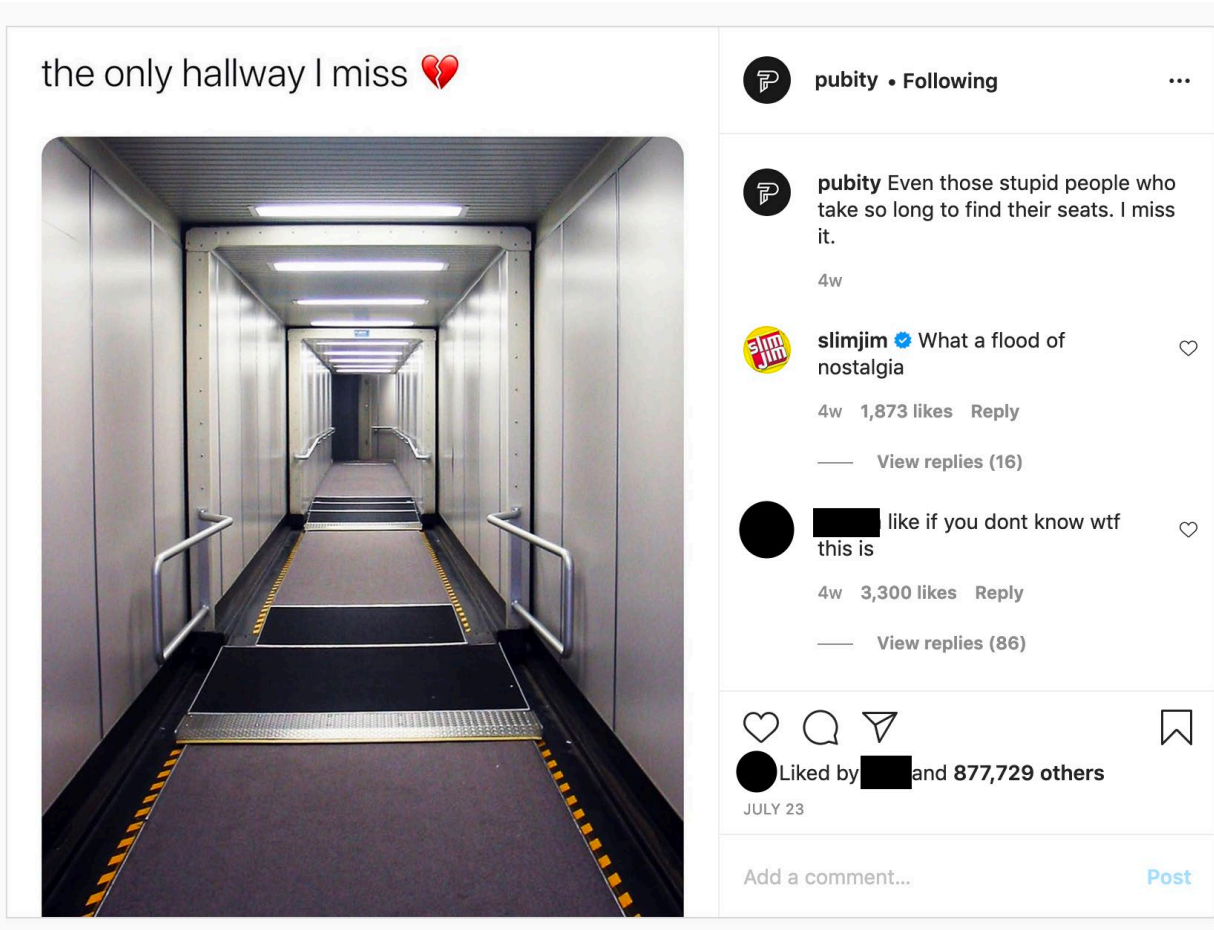 the only hallway I miss 💔
pubity • Following
pubity Even those stupid people who
take so long to find their seats. I miss
it.
4w
slim jim
slimjim What a flood of
nostalgia
4w 1,873 likes Reply
View replies (16)
like if you dont know wtf
this is
4w 3,300 likes Reply
View replies (86)
Liked by and 877,729 others
JULY 23
Add a comment... Post